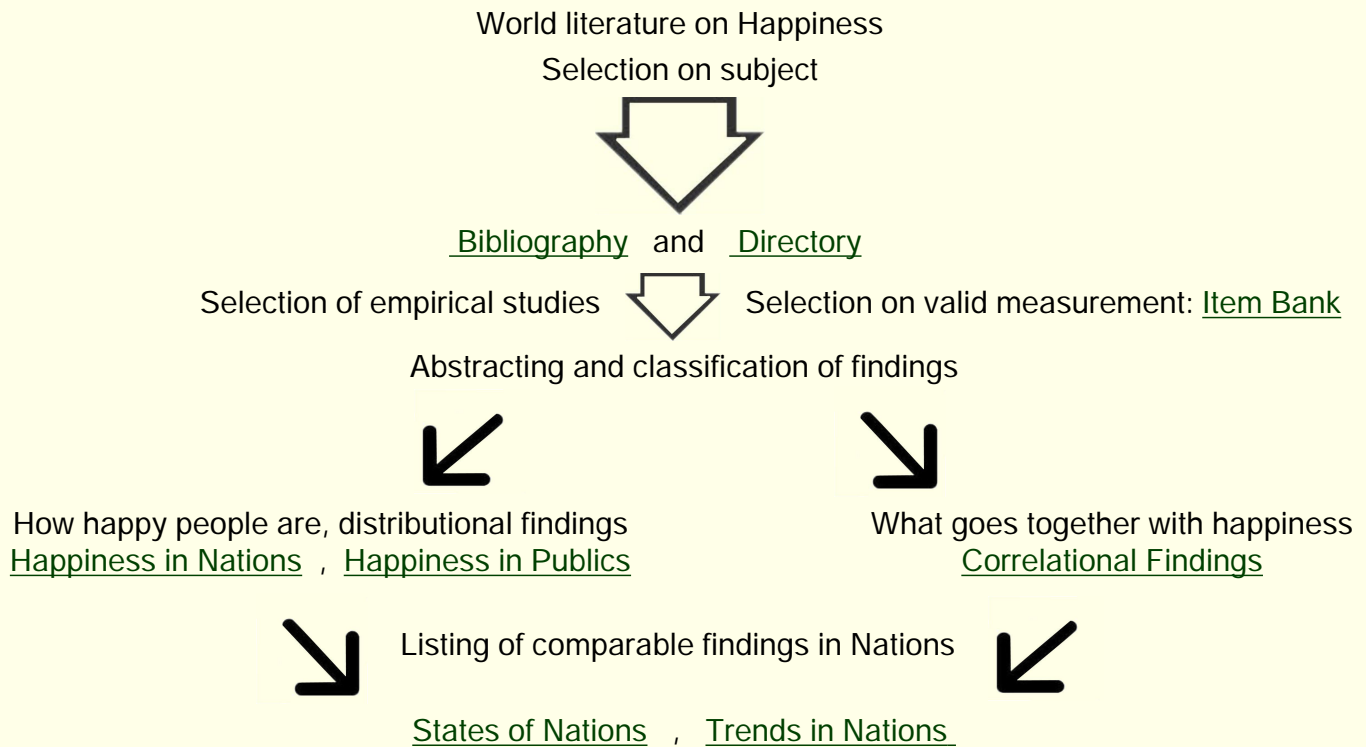 World literature on Happiness
Selection on subject
Bibliography and Directory
Selection of empirical studies
Selection on valid measurement: Item Bank
Abstracting and classification of findings
How happy people are, distributional findings
Happiness in Nations , Happiness in Publics
What goes together with happiness
Correlational Findings
Listing of comparable findings in Nations
States of Nations , Trends in Nations